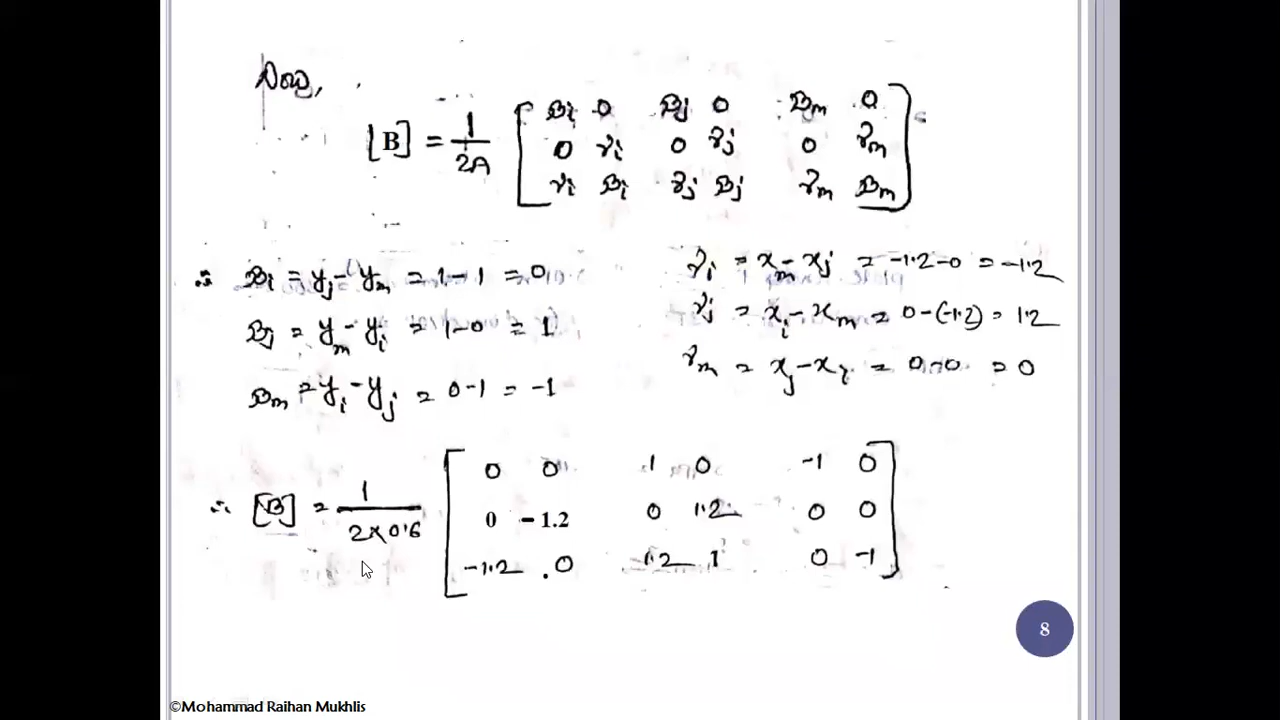 Now,
[B] = 1/2A [ βi 0 βj 0 βm 0
0 γi 0 γj 0 γm
γi βi γj βj γm βm ]
∴ βi = yj - ym = 1 - 1 = 0
γi = xm - xj = -1.2 - 0 = -1.2
βj = ym - yi = 1 - 0 = 1
γj = xi - xm = 0 - (-1.2) = 1.2
βm = yi - yj = 0 - 1 = -1
γm = xj - xi = 0 - 0 = 0
∴ [B] = 1/2×0.6 [ 0 0 1 0 -1 0
0 -1.2 0 1.2 0 0
-1.2 0 1.2 1 0 -1 ]
8
©Mohammad Raihan Mukhlis